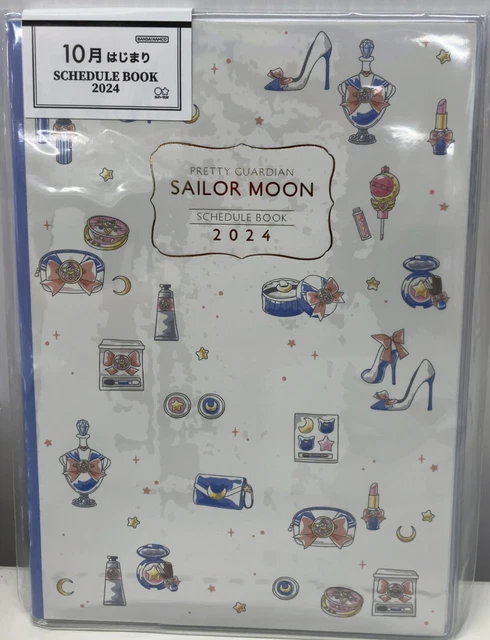 BANDAI NAMCO
10月はじまり
SCHEDULE BOOK
2024
PRETTY GUARDIAN
SAILOR MOON
SCHEDULE BOOK
2024